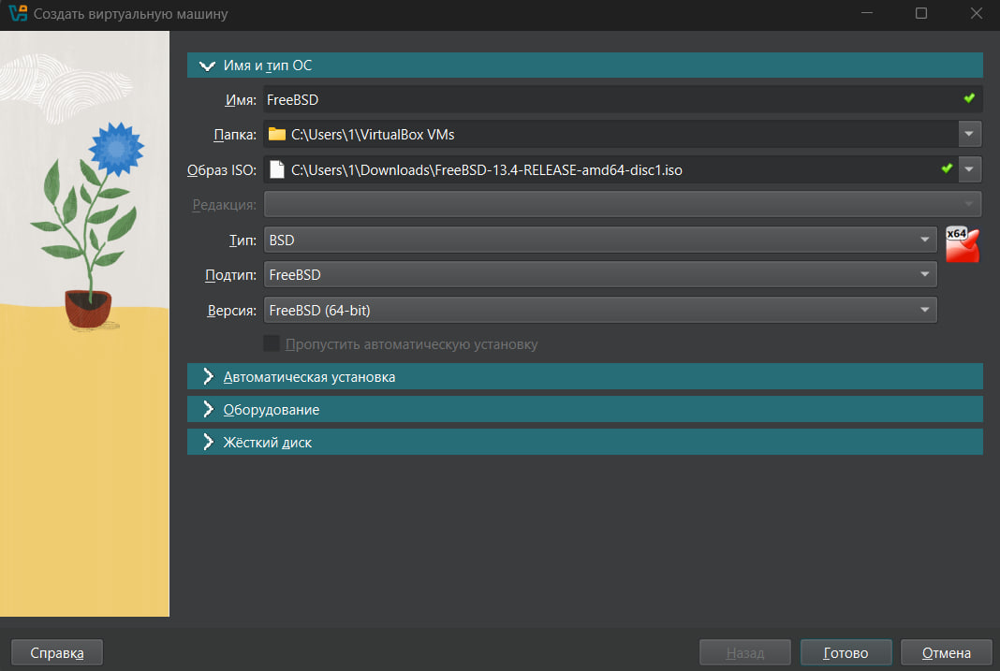 Создать виртуальную машину
Имя и тип ОС
Имя: FreeBSD
Папка: C:\Users\1\VirtualBox VMs
Образ ISO: C:\Users\1\Downloads\FreeBSD-13.4-RELEASE-amd64-disc1.iso
Редакция:
Тип: BSD
x64
Подтип: FreeBSD
Версия: FreeBSD (64-bit)
Пропустить автоматическую установку
Автоматическая установка
Оборудование
Жёсткий диск
Справка Назад Готово Отмена